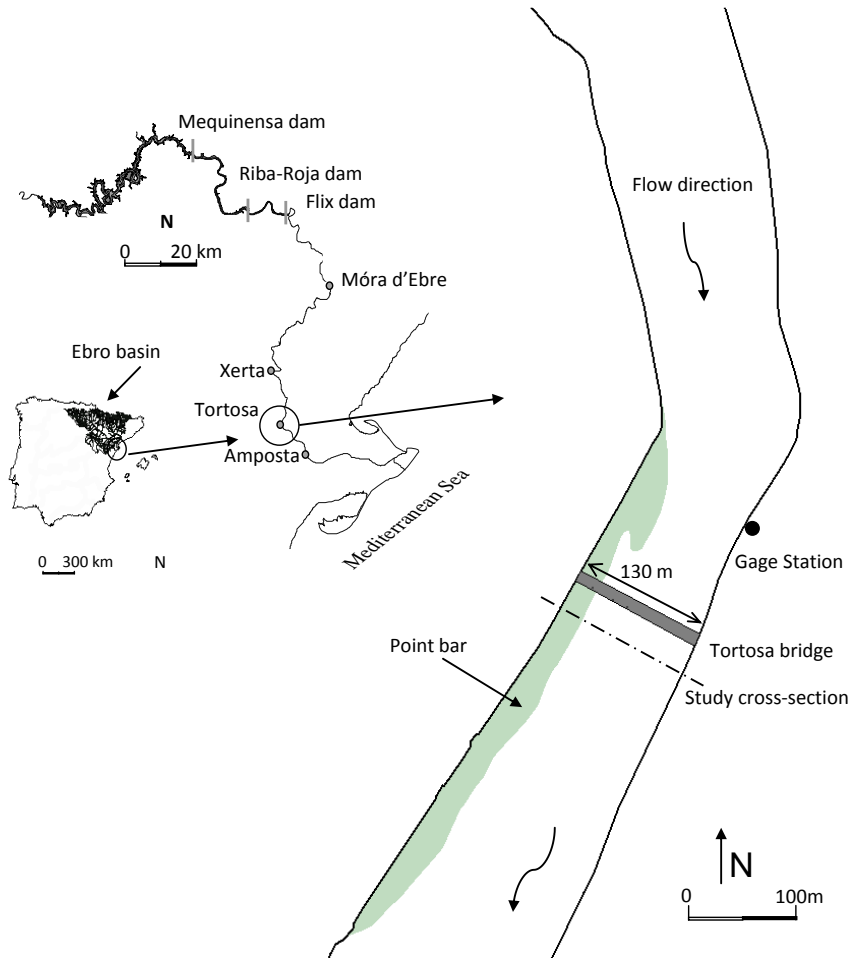 Mequinensa dam
Riba-Roja dam
Flix dam
N
0 20 km
Móra d'Ebre
Ebro basin
Xerta
Tortosa
Amposta
Mediterranean Sea
0 300 km N
Flow direction
Gage Station
130 m
Tortosa bridge
Point bar
Study cross-section
N
0 100m